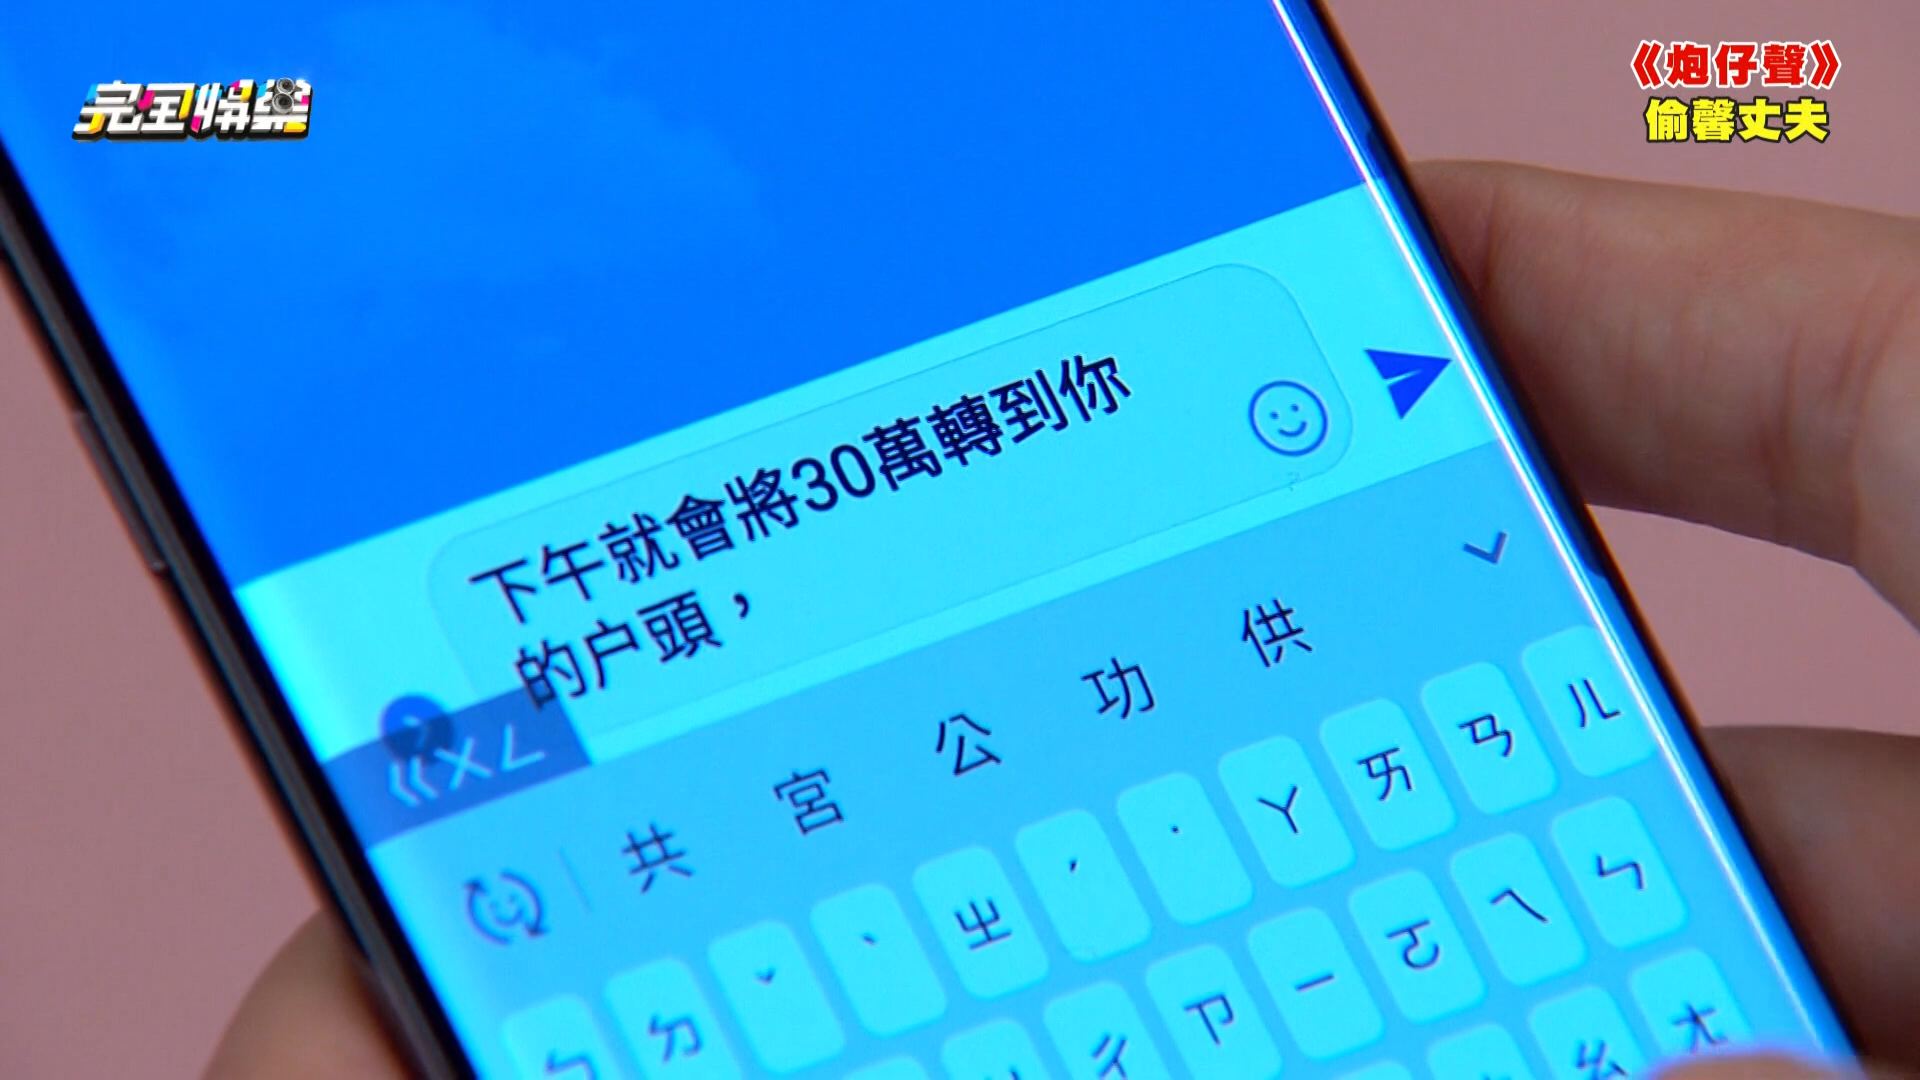 完全娛樂
《炮仔聲》
偷馨丈夫
下午就會將30萬轉到你
的户頭，
ㄍㄨㄥ
共 宮 公 功 供
ㄅ ㄉ ˇ ˋ ㄓ ˊ ˙ ㄚ ㄞ ㄢ ㄦ
ㄔ ㄗ ㄧ ㄛ ㄟ ㄣ
ㄠ ㄤ